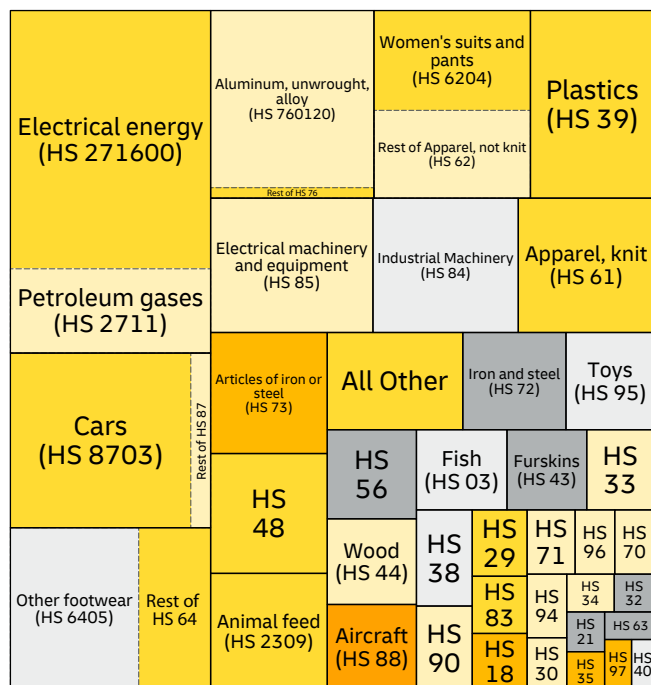 Electrical energy
(HS 271600)
Petroleum gases
(HS 2711)
Cars
(HS 8703)
Rest of HS 87
Other footwear
(HS 6405)
Rest of
HS 64
Aluminum, unwrought,
alloy
(HS 760120)
Rest of HS 76
Women's suits and
pants
(HS 6204)
Rest of Apparel, not knit
(HS 62)
Plastics
(HS 39)
Electrical machinery
and equipment
(HS 85)
Industrial Machinery
(HS 84)
Apparel, knit
(HS 61)
Articles of iron or
steel
(HS 73)
HS
48
Animal feed
(HS 2309)
All Other
Iron and steel
(HS 72)
Toys
(HS 95)
HS
56
Fish
(HS 03)
Furskins
(HS 43)
HS
33
Wood
(HS 44)
Aircraft
(HS 88)
HS
38
HS
90
HS
29
HS
83
HS
18
HS
71
HS
96
HS
70
HS
94
HS
30
HS
34
HS
32
HS
21
HS 63
HS
35
HS
97
HS
40